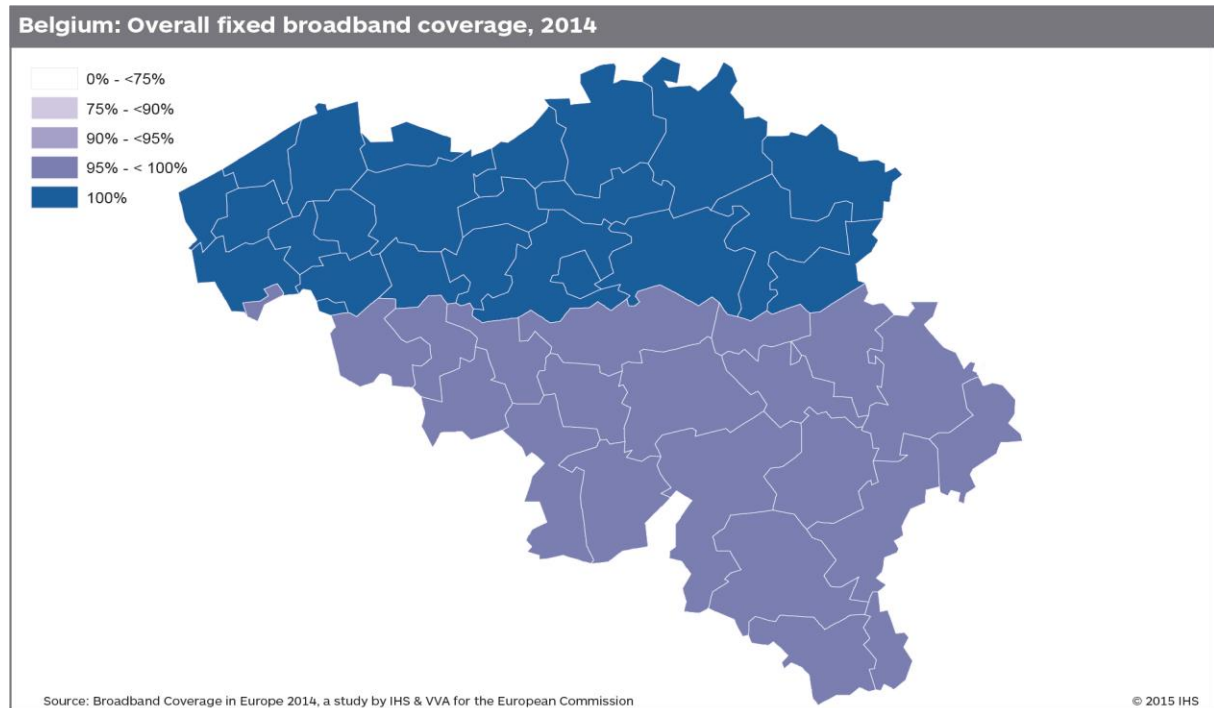 Belgium: Overall fixed broadband coverage, 2014
0% - <75%
75% - <90%
90% - <95%
95% - < 100%
100%
Source: Broadband Coverage in Europe 2014, a study by IHS & VVA for the European Commission
© 2015 IHS